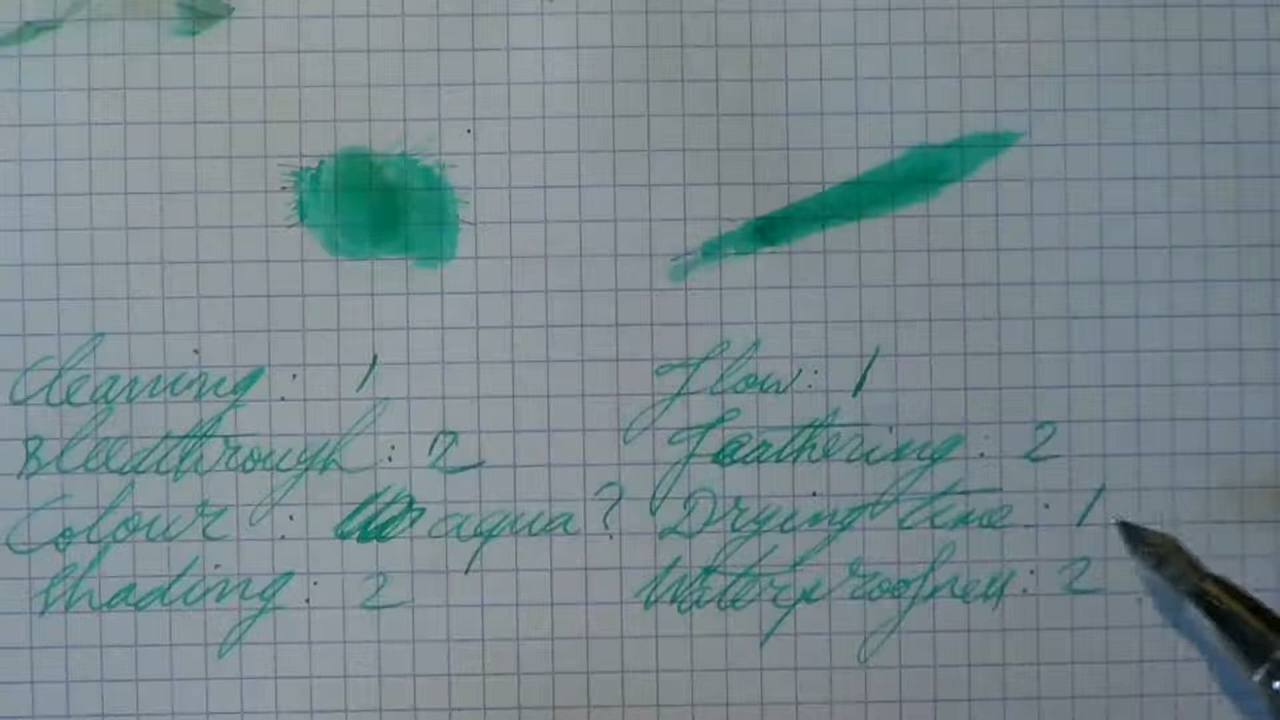 Cleaning : 1 Flow : 1
Bleedthrough : 2 Feathering : 2
Colour : aqua ? Drying time : 1
Shading : 2 Waterproofness : 2